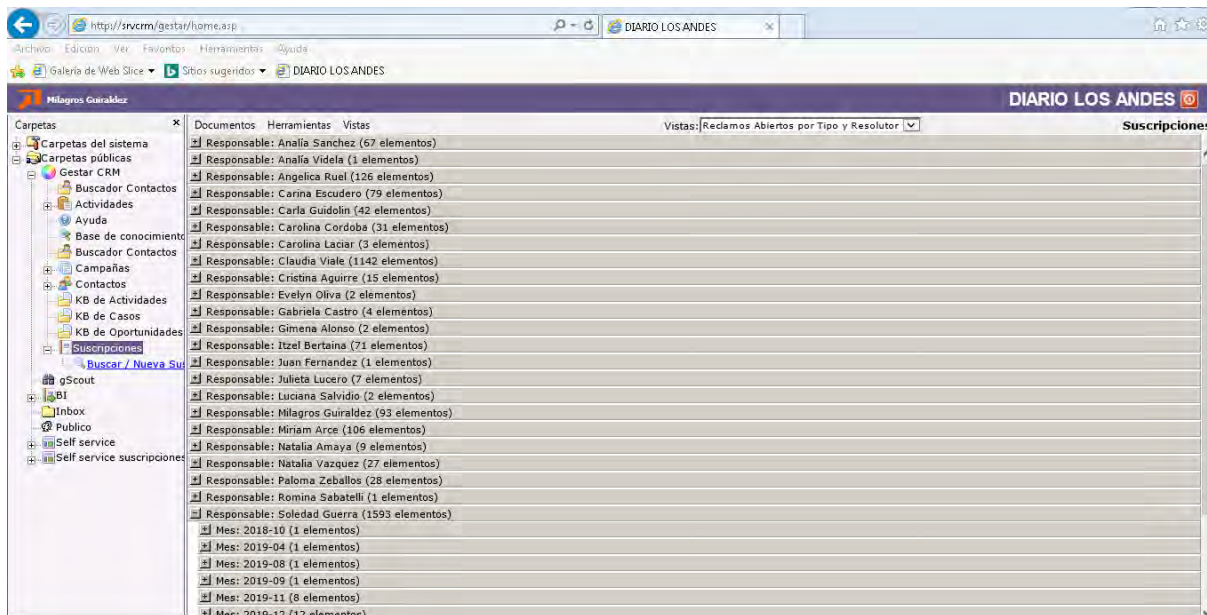 http://srvcrm/gestar/home.asp
DIARIO LOS ANDES
Archivo Edición Ver Favoritos Herramientas Ayuda
Galería de Web Slice Sitios sugeridos DIARIO LOS ANDES
Milagros Guiraldez
DIARIO LOS ANDES
Carpetas
Carpetas del sistema
Carpetas públicas
Gestar CRM
Buscador Contactos
Actividades
Ayuda
Base de conocimiento
Buscador Contactos
Campañas
Contactos
KB de Actividades
KB de Casos
KB de Oportunidades
Suscripciones
Buscar / Nueva Sus
gScout
BI
Inbox
Publico
Self service
Self service suscripciones
Documentos Herramientas Vistas
Vistas: Reclamos Abiertos por Tipo y Resolutor
Suscripciones
Responsable: Analía Sanchez (67 elementos)
Responsable: Analía Videla (1 elementos)
Responsable: Angelica Ruel (126 elementos)
Responsable: Carina Escudero (79 elementos)
Responsable: Carla Guidolin (42 elementos)
Responsable: Carolina Cordoba (31 elementos)
Responsable: Carolina Laciar (3 elementos)
Responsable: Claudia Viale (1142 elementos)
Responsable: Cristina Aguirre (15 elementos)
Responsable: Evelyn Oliva (2 elementos)
Responsable: Gabriela Castro (4 elementos)
Responsable: Gimena Alonso (2 elementos)
Responsable: Itzel Bertaina (71 elementos)
Responsable: Juan Fernandez (1 elementos)
Responsable: Julieta Lucero (7 elementos)
Responsable: Luciana Salvidio (2 elementos)
Responsable: Milagros Guiraldez (93 elementos)
Responsable: Miriam Arce (106 elementos)
Responsable: Natalia Amaya (9 elementos)
Responsable: Natalia Vazquez (27 elementos)
Responsable: Paloma Zeballos (28 elementos)
Responsable: Romina Sabatelli (1 elementos)
Responsable: Soledad Guerra (1593 elementos)
Mes: 2018-10 (1 elementos)
Mes: 2019-04 (1 elementos)
Mes: 2019-08 (1 elementos)
Mes: 2019-09 (1 elementos)
Mes: 2019-11 (8 elementos)
Mes: 2019-12 (12 elementos)